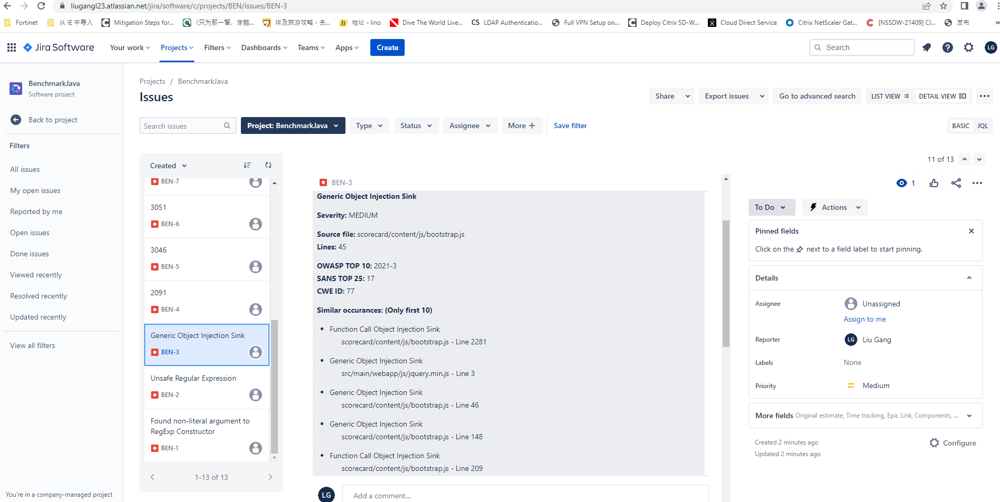 liugangl23.atlassian.net/jira/software/c/projects/BEN/issues/BEN-3
Fortinet
从 IE 中导入
Mitigation Steps for...
《只为那一瞥，穿越...
埃及旅游攻略 - 去...
地址 - lino
Dive The World Live...
CS LDAP Authenticatio...
Full VPN Setup on...
Deploy Citrix SD-W...
Cloud Direct Service
Citrix NetScaler Gat...
[NSSDW-21409] Cl...
发布
»
Jira Software
Your work
Projects
Filters
Dashboards
Teams
Apps
Create
Search
LG
BenchmarkJava
Software project
Back to project
Filters
All issues
My open issues
Reported by me
Open issues
Done issues
Viewed recently
Resolved recently
Updated recently
View all filters
You're in a company-managed project
Projects / BenchmarkJava
Issues
Share
Export issues
Go to advanced search
LIST VIEW
DETAIL VIEW
Search issues
Project: BenchmarkJava
Type
Status
Assignee
More
Save filter
BASIC
JQL
Created
BEN-7
3051
BEN-6
3046
BEN-5
2091
BEN-4
Generic Object Injection Sink
BEN-3
Unsafe Regular Expression
BEN-2
Found non-literal argument to
RegExp Constructor
BEN-1
1-13 of 13
11 of 13
BEN-3
Generic Object Injection Sink
Severity: MEDIUM
Source file: scorecard/content/js/bootstrap.js
Lines: 45
OWASP TOP 10: 2021-3
SANS TOP 25: 17
CWE ID: 77
Similar occurances: (Only first 10)
• Function Call Object Injection Sink
scorecard/content/js/bootstrap.js - Line 2281
• Generic Object Injection Sink
src/main/webapp/js/jquery.min.js - Line 3
• Generic Object Injection Sink
scorecard/content/js/bootstrap.js - Line 46
• Generic Object Injection Sink
scorecard/content/js/bootstrap.js - Line 148
• Function Call Object Injection Sink
scorecard/content/js/bootstrap.js - Line 209
LG
Add a comment...
1
To Do
Actions
Pinned fields
Click on the next to a field label to start pinning.
Details
Assignee
Unassigned
Assign to me
Reporter
LG
Liu Gang
Labels
None
Priority
Medium
More fields Original estimate, Time tracking, Epic Link, Components, ...
Created 2 minutes ago
Updated 2 minutes ago
Configure